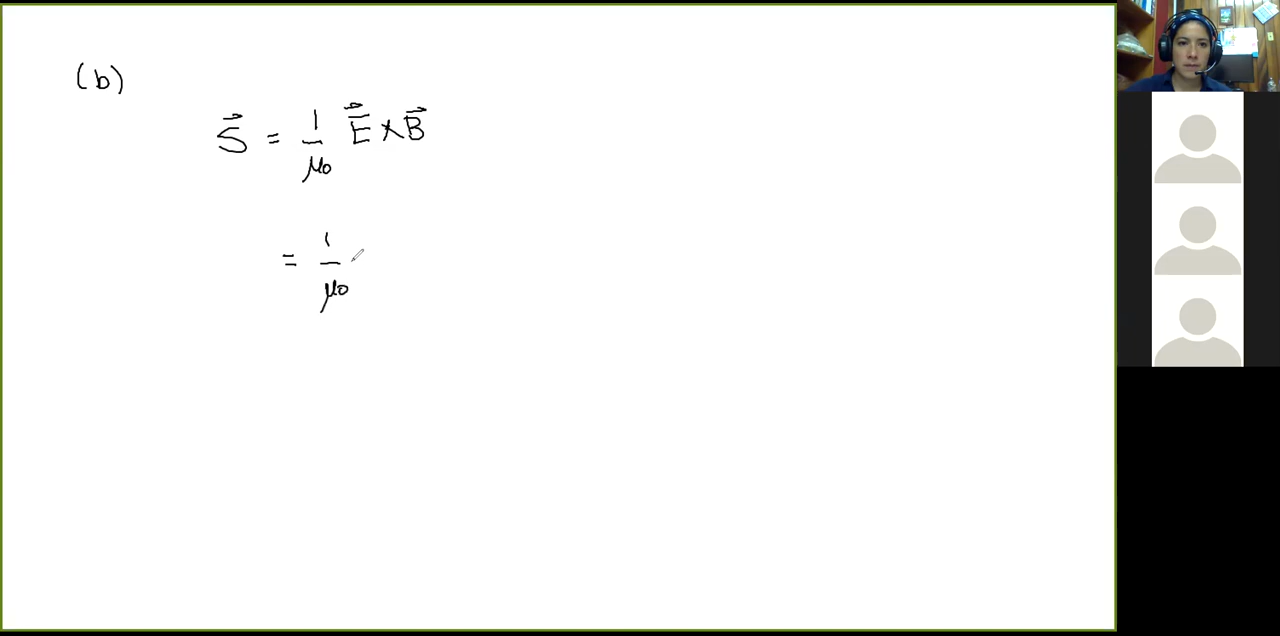 (b)
S⃗ = 1/μ₀ E⃗ × B⃗
= 1/μ₀